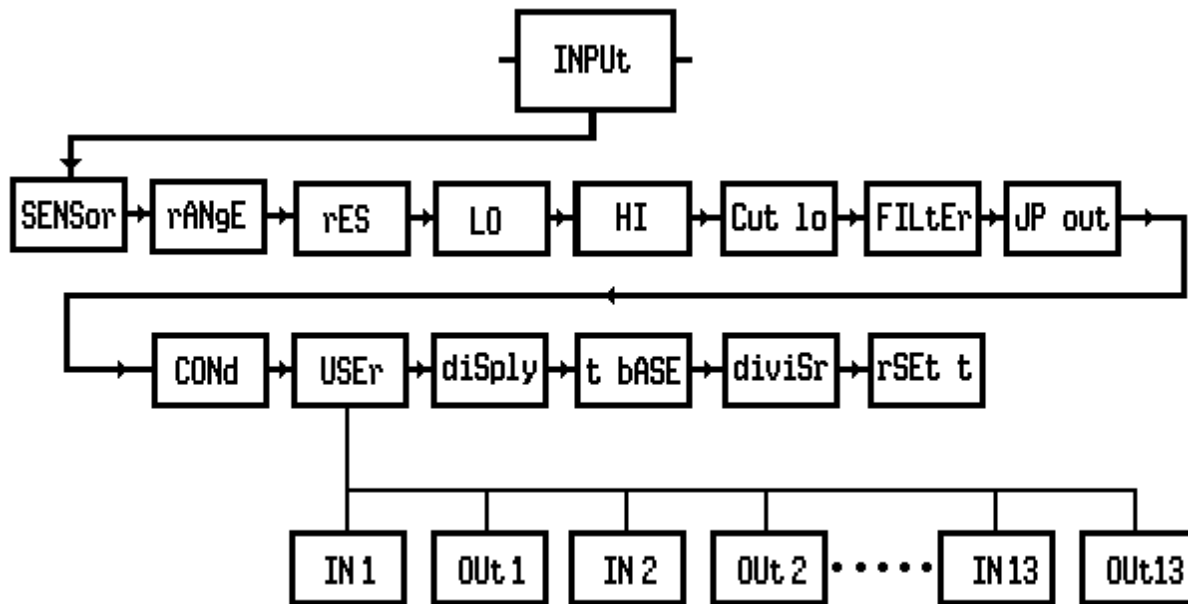 INPUt
SENSor rANgE rES LO HI Cut lo FILtEr JP out
CONd USEr diSply t bASE diviSr rSEt t
IN 1 OUt 1 IN 2 OUt 2 ..... IN 13 OUt13